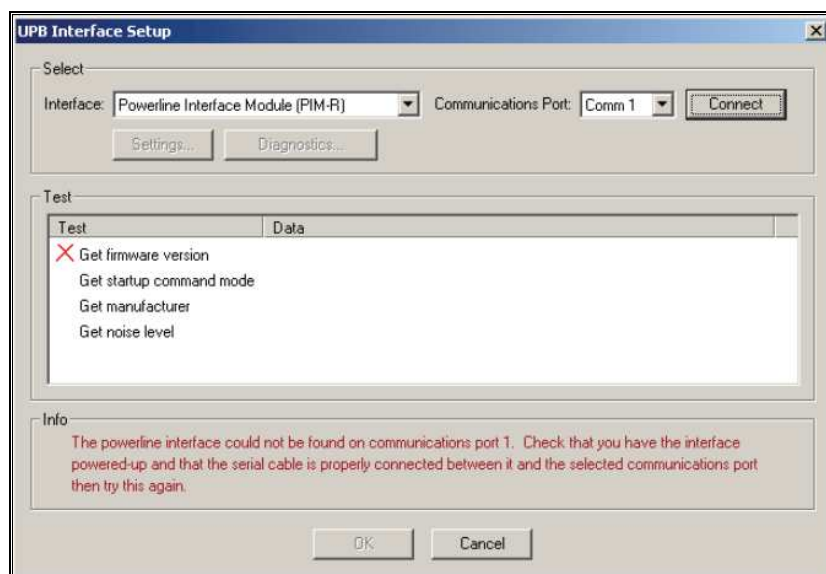 UPB Interface Setup
Select
Interface: Powerline Interface Module (PIM-R) Communications Port: Comm 1 Connect
Settings... Diagnostics...
Test
Test Data
Get firmware version
Get startup command mode
Get manufacturer
Get noise level
Info
The powerline interface could not be found on communications port 1. Check that you have the interface
powered-up and that the serial cable is properly connected between it and the selected communications port
then try this again.
OK Cancel